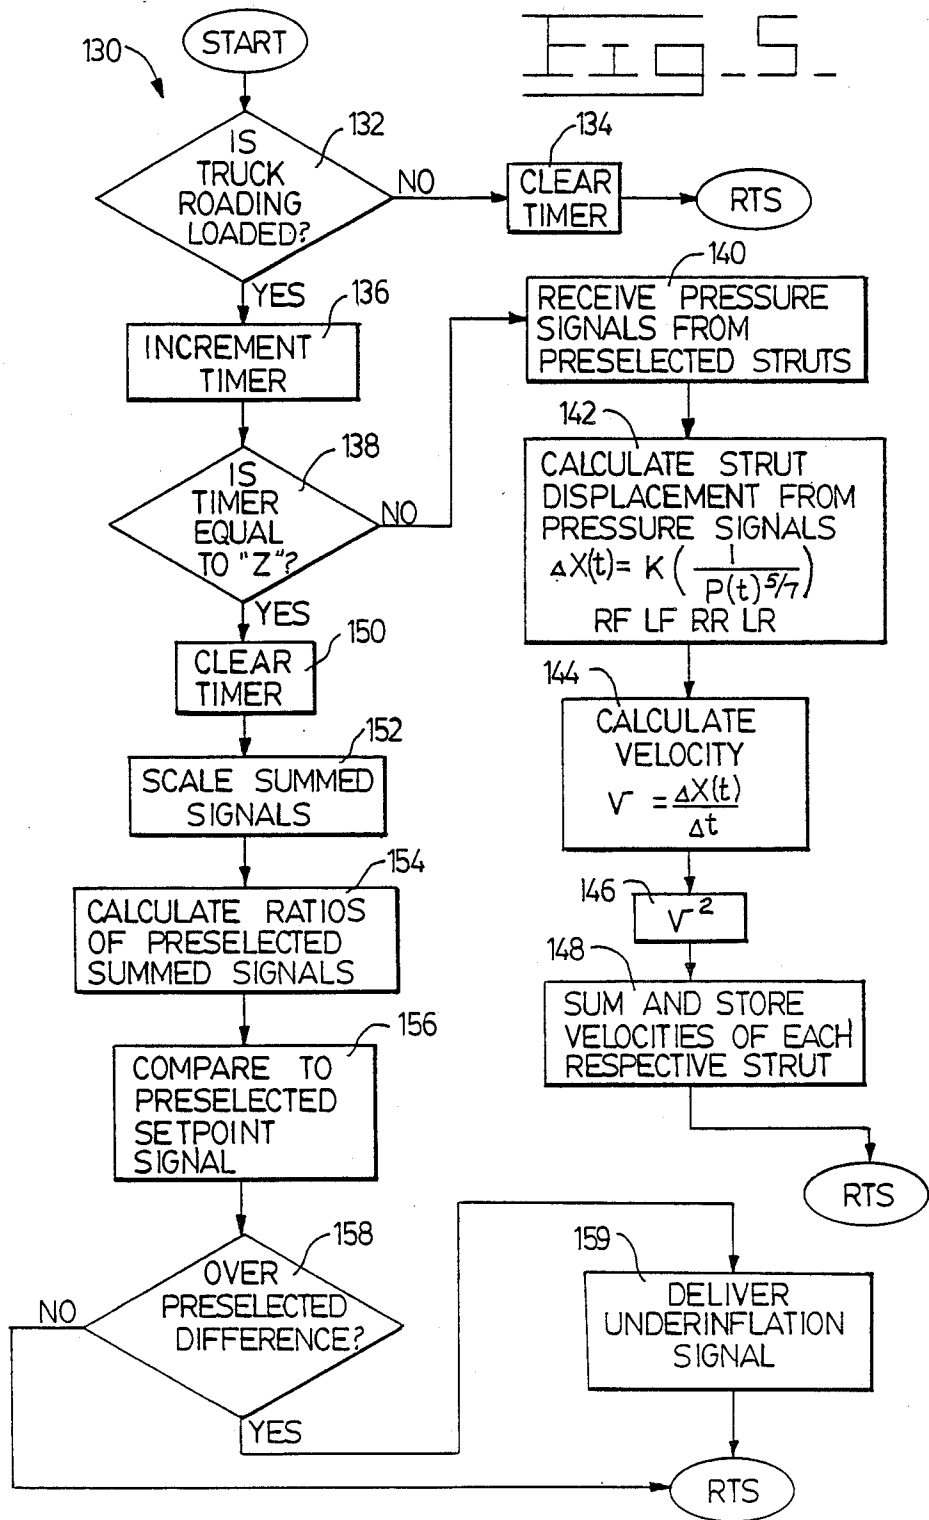 START
Fig. 5.
130
132
IS
TRUCK
ROADING
LOADED?
NO
134
CLEAR
TIMER
RTS
YES
136
INCREMENT
TIMER
138
IS
TIMER
EQUAL
TO "Z"?
NO
140
RECEIVE PRESSURE
SIGNALS FROM
PRESELECTED STRUTS
142
CALCULATE STRUT
DISPLACEMENT FROM
PRESSURE SIGNALS
ΔX(t)= K(1/P(t)^5/7)
RF LF RR LR
144
CALCULATE
VELOCITY
V = ΔX(t)/Δt
146
V²
148
SUM AND STORE
VELOCITIES OF EACH
RESPECTIVE STRUT
RTS
YES
150
CLEAR
TIMER
152
SCALE SUMMED
SIGNALS
154
CALCULATE RATIOS
OF PRESELECTED
SUMMED SIGNALS
156
COMPARE TO
PRESELECTED
SETPOINT
SIGNAL
158
OVER
PRESELECTED
DIFFERENCE?
NO
YES
159
DELIVER
UNDERINFLATION
SIGNAL
RTS